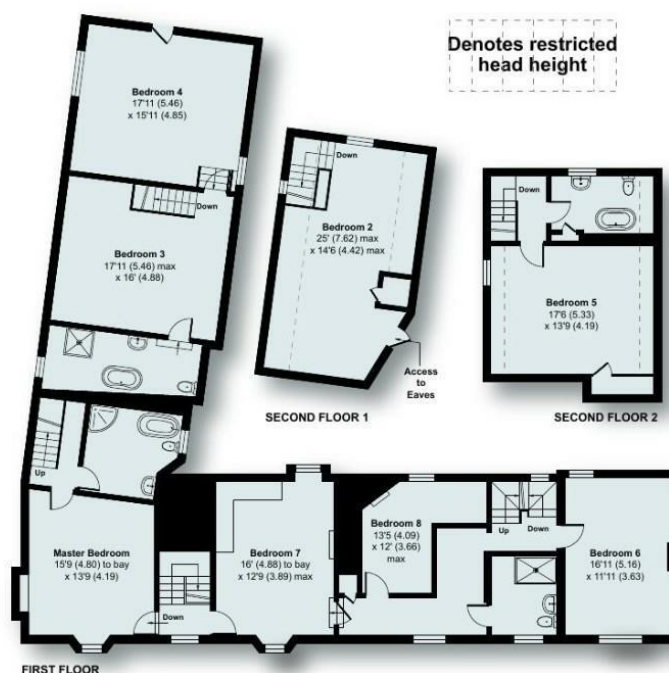 Denotes restricted
head height
Bedroom 4
17'11 (5.46)
x 15'11 (4.85)
Down
Bedroom 3
17'11 (5.46) max
x 16' (4.88)
Down
Bedroom 2
25' (7.62) max
x 14'6 (4.42) max
Access
to
Eaves
SECOND FLOOR 1
Down
Bedroom 5
17'6 (5.33)
x 13'9 (4.19)
SECOND FLOOR 2
Up
Master Bedroom
15'9 (4.80) to bay
x 13'9 (4.19)
Down
Bedroom 7
16' (4.88) to bay
x 12'9 (3.89) max
Bedroom 8
13'5 (4.09)
x 12' (3.66)
max
Up
Down
Bedroom 6
16'11 (5.16)
x 11'11 (3.63)
FIRST FLOOR